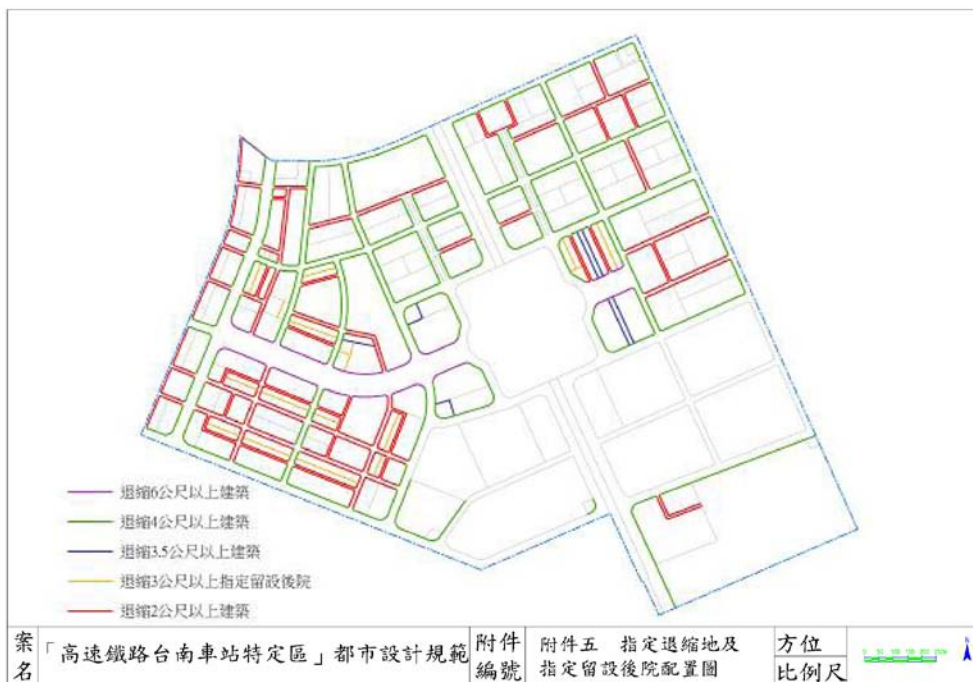 退縮6公尺以上建築
退縮4公尺以上建築
退縮3.5公尺以上建築
退縮3公尺以上指定留設後院
退縮2公尺以上建築
案名
「高速鐵路台南車站特定區」都市設計規範
附件編號
附件五 指定退縮地及
指定留設後院配置圖
方位
比例尺
N